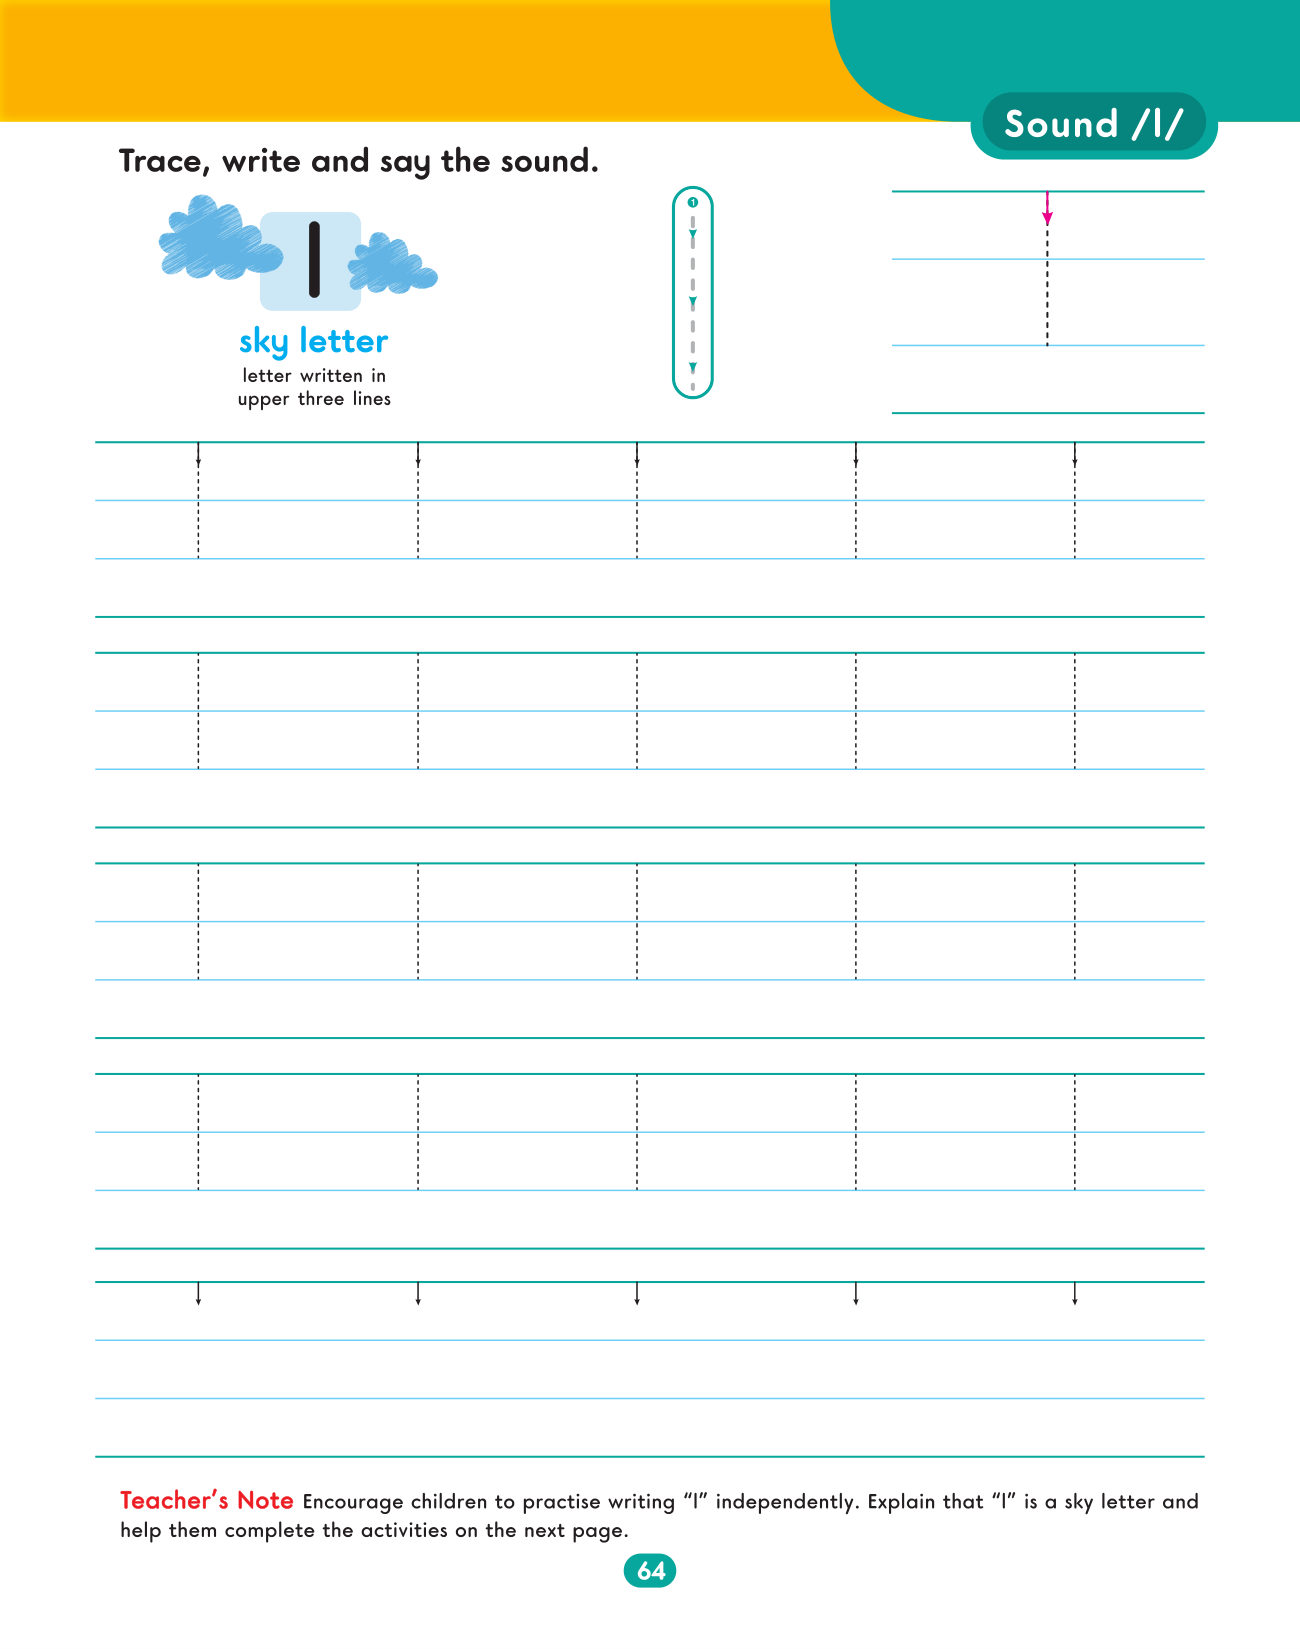 Sound /l/
Trace, write and say the sound.
l
1
sky letter
letter written in
upper three lines
Teacher’s Note Encourage children to practise writing “l” independently. Explain that “l” is a sky letter and
help them complete the activities on the next page.
64